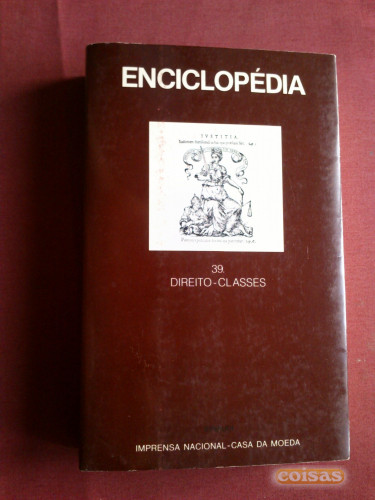 ENCICLOPÉDIA
IVSTITIA
39.
DIREITO-CLASSES
IMPRENSA NACIONAL-CASA DA MOEDA
coisas